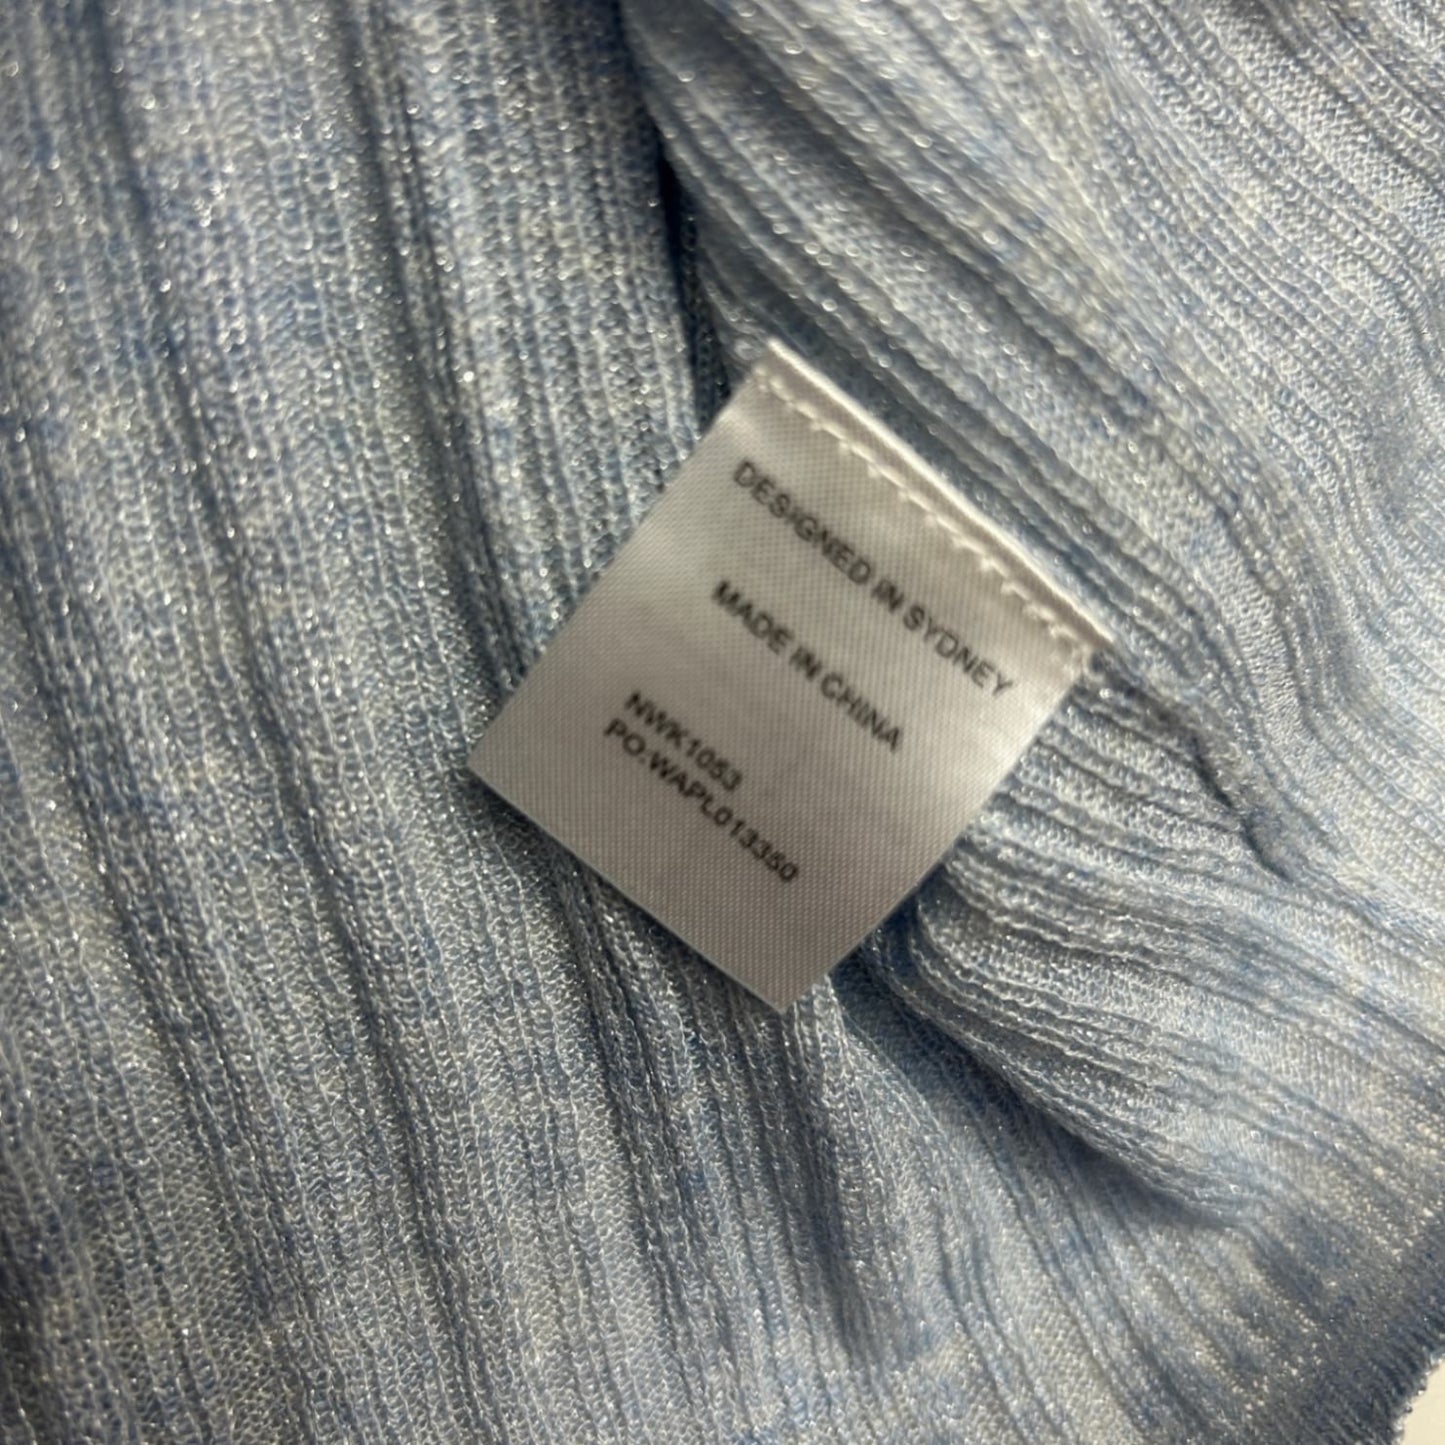 DESIGNED IN SYDNEY
MADE IN CHINA
NWK1053
PO:WAPL013350